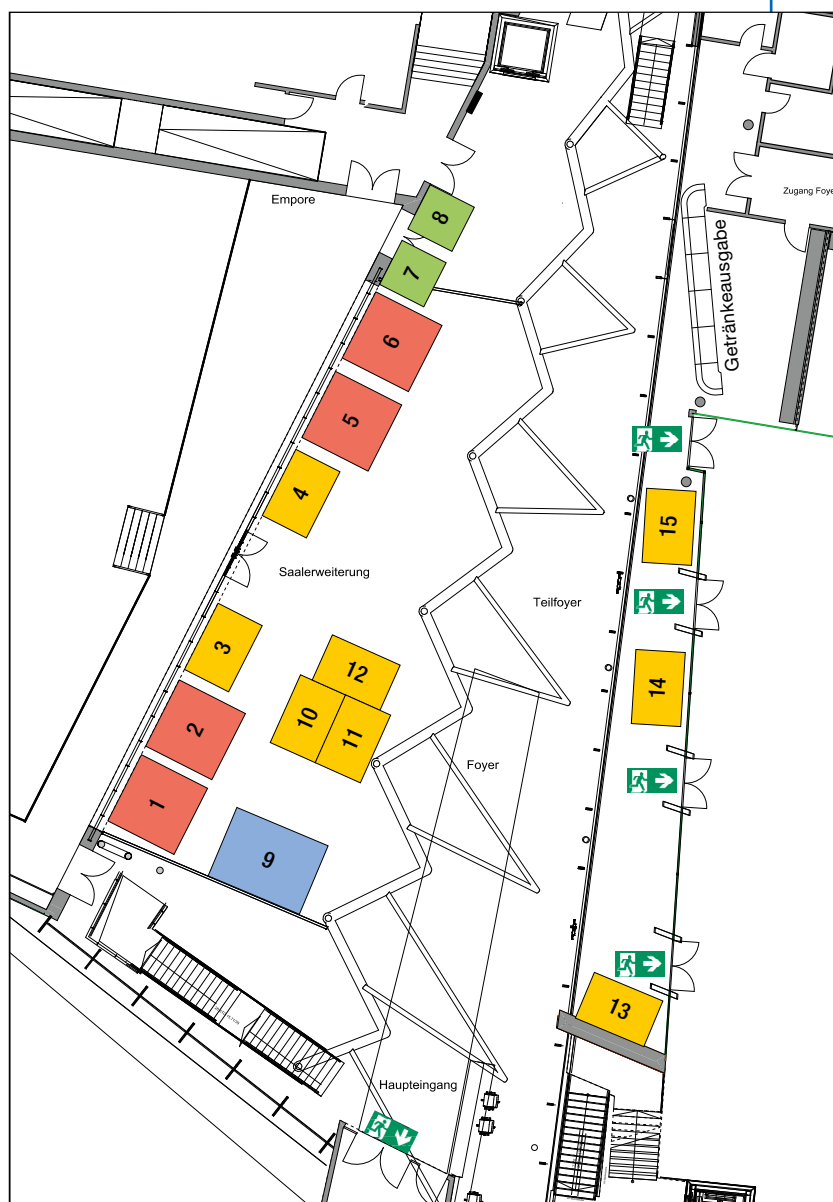 Empore
Zugang Foye
Getränkeausgabe
8
7
6
5
4
15
Saalerweiterung
Teilfoyer
3
12
14
10
2
11
Foyer
1
9
13
Haupteingang